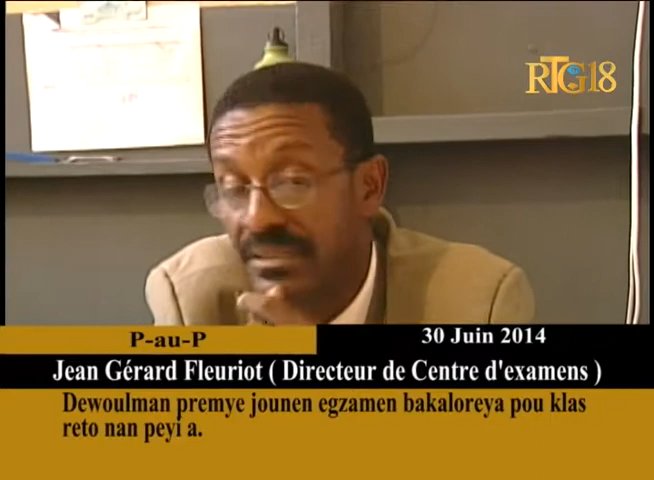 RTG18
P-au-P
30 Juin 2014
Jean Gérard Fleuriot ( Directeur de Centre d'examens )
Dewoulman premye jounen egzamen bakaloreya pou klas
reto nan peyi a.